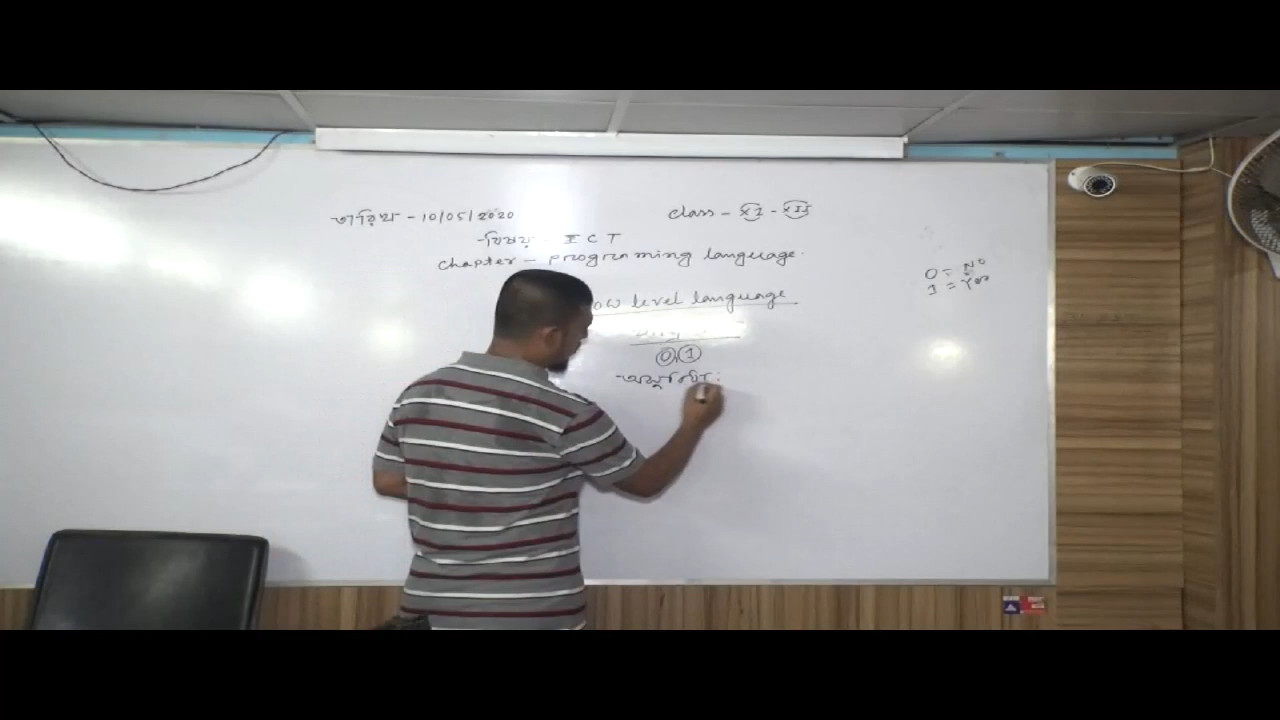 তারিখ - 10/05/2020
Class - XI - XII
বিষয় - ICT
Chapter - Programming language.
ow level language
0 = No
1 = Yes
0, 1
অসুবিধা: